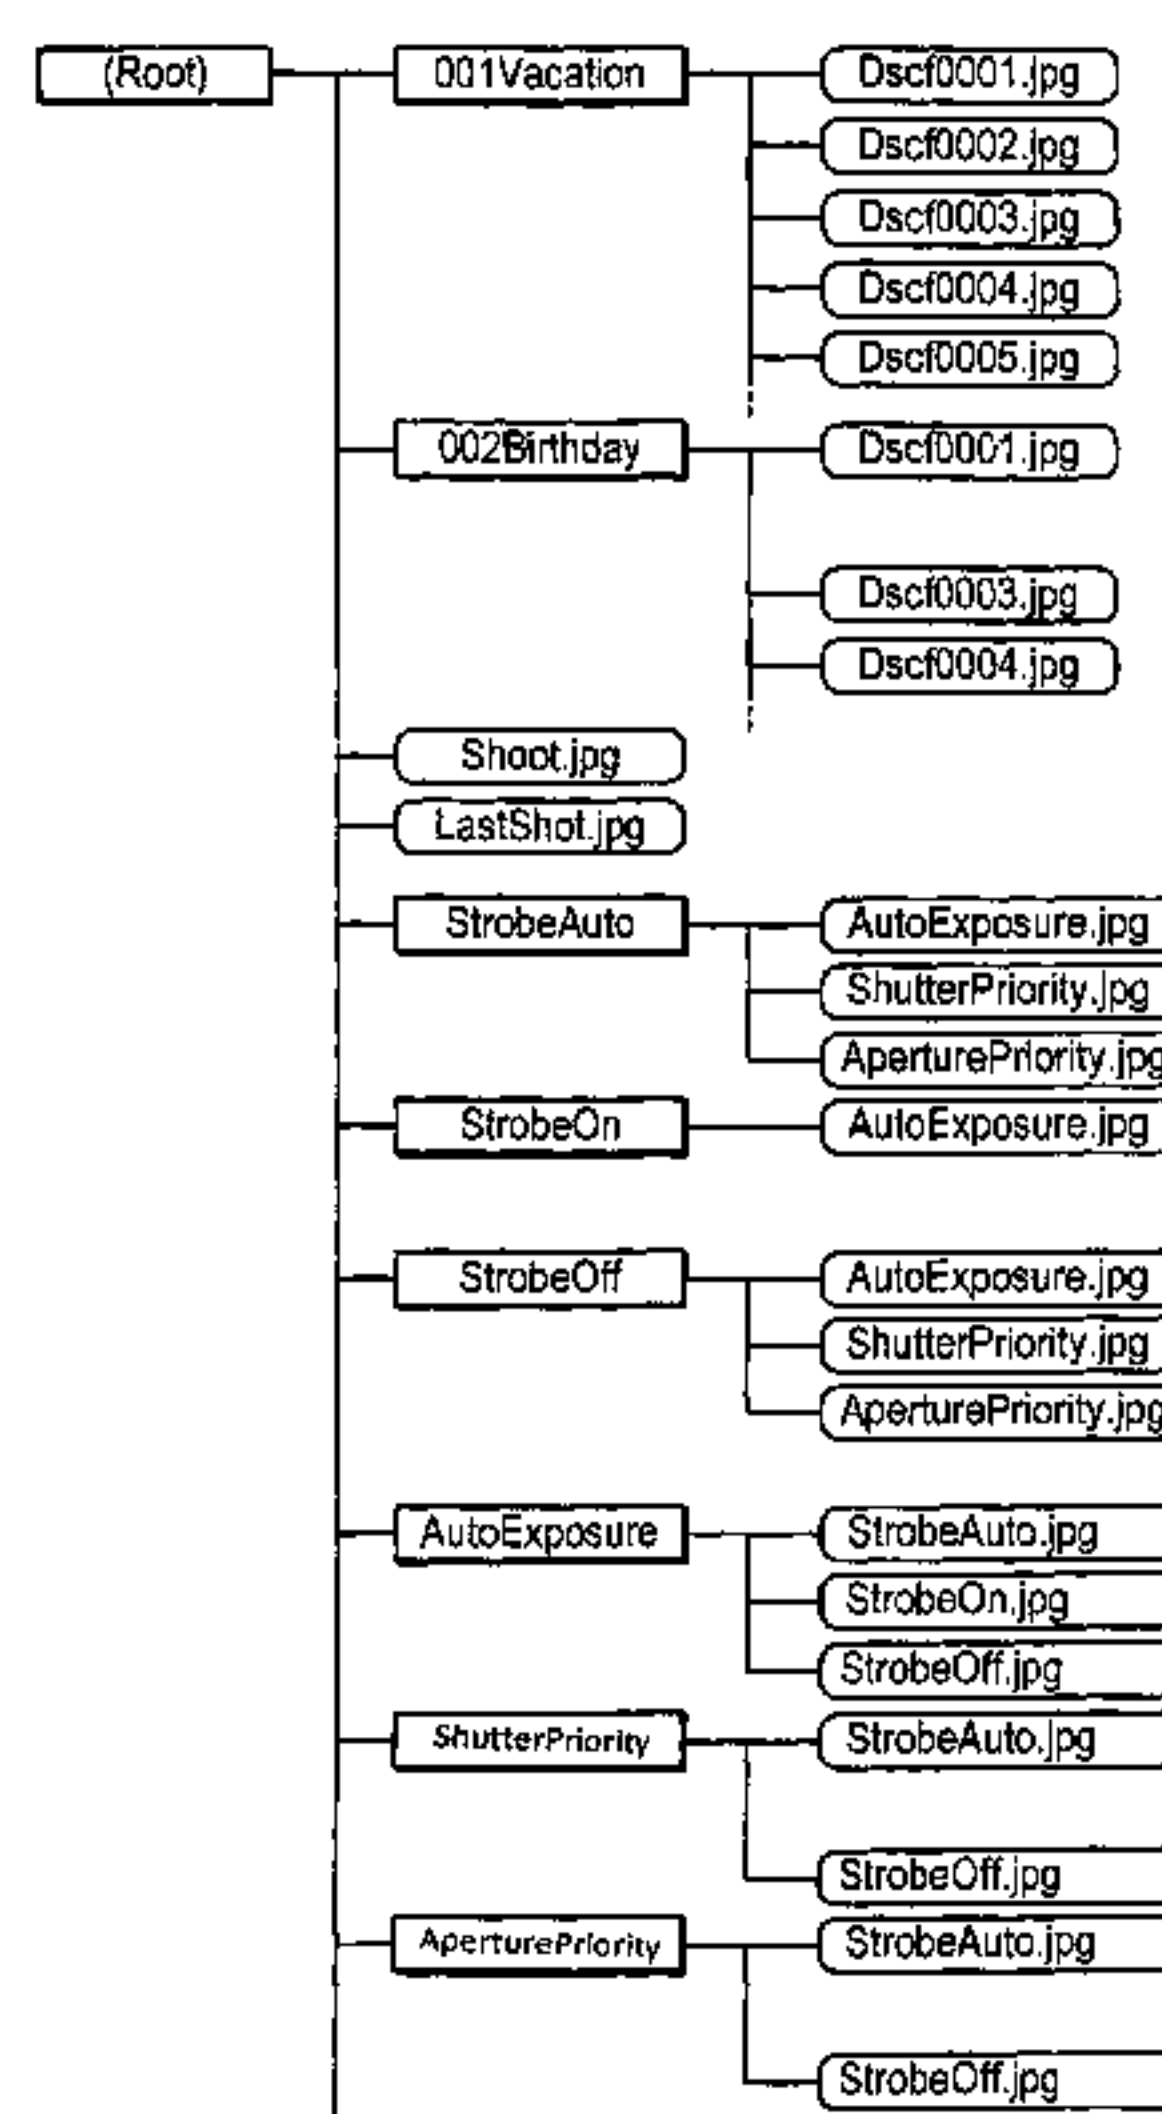 (Root)
001Vacation
Dscf0001.jpg
Dscf0002.jpg
Dscf0003.jpg
Dscf0004.jpg
Dscf0005.jpg
002Birthday
Dscf0001.jpg
Dscf0003.jpg
Dscf0004.jpg
Shoot.jpg
LastShot.jpg
StrobeAuto
AutoExposure.jpg
ShutterPriority.jpg
AperturePriority.jpg
StrobeOn
AutoExposure.jpg
StrobeOff
AutoExposure.jpg
ShutterPriority.jpg
AperturePriority.jpg
AutoExposure
StrobeAuto.jpg
StrobeOn.jpg
StrobeOff.jpg
ShutterPriority
StrobeAuto.jpg
StrobeOff.jpg
AperturePriority
StrobeAuto.jpg
StrobeOff.jpg